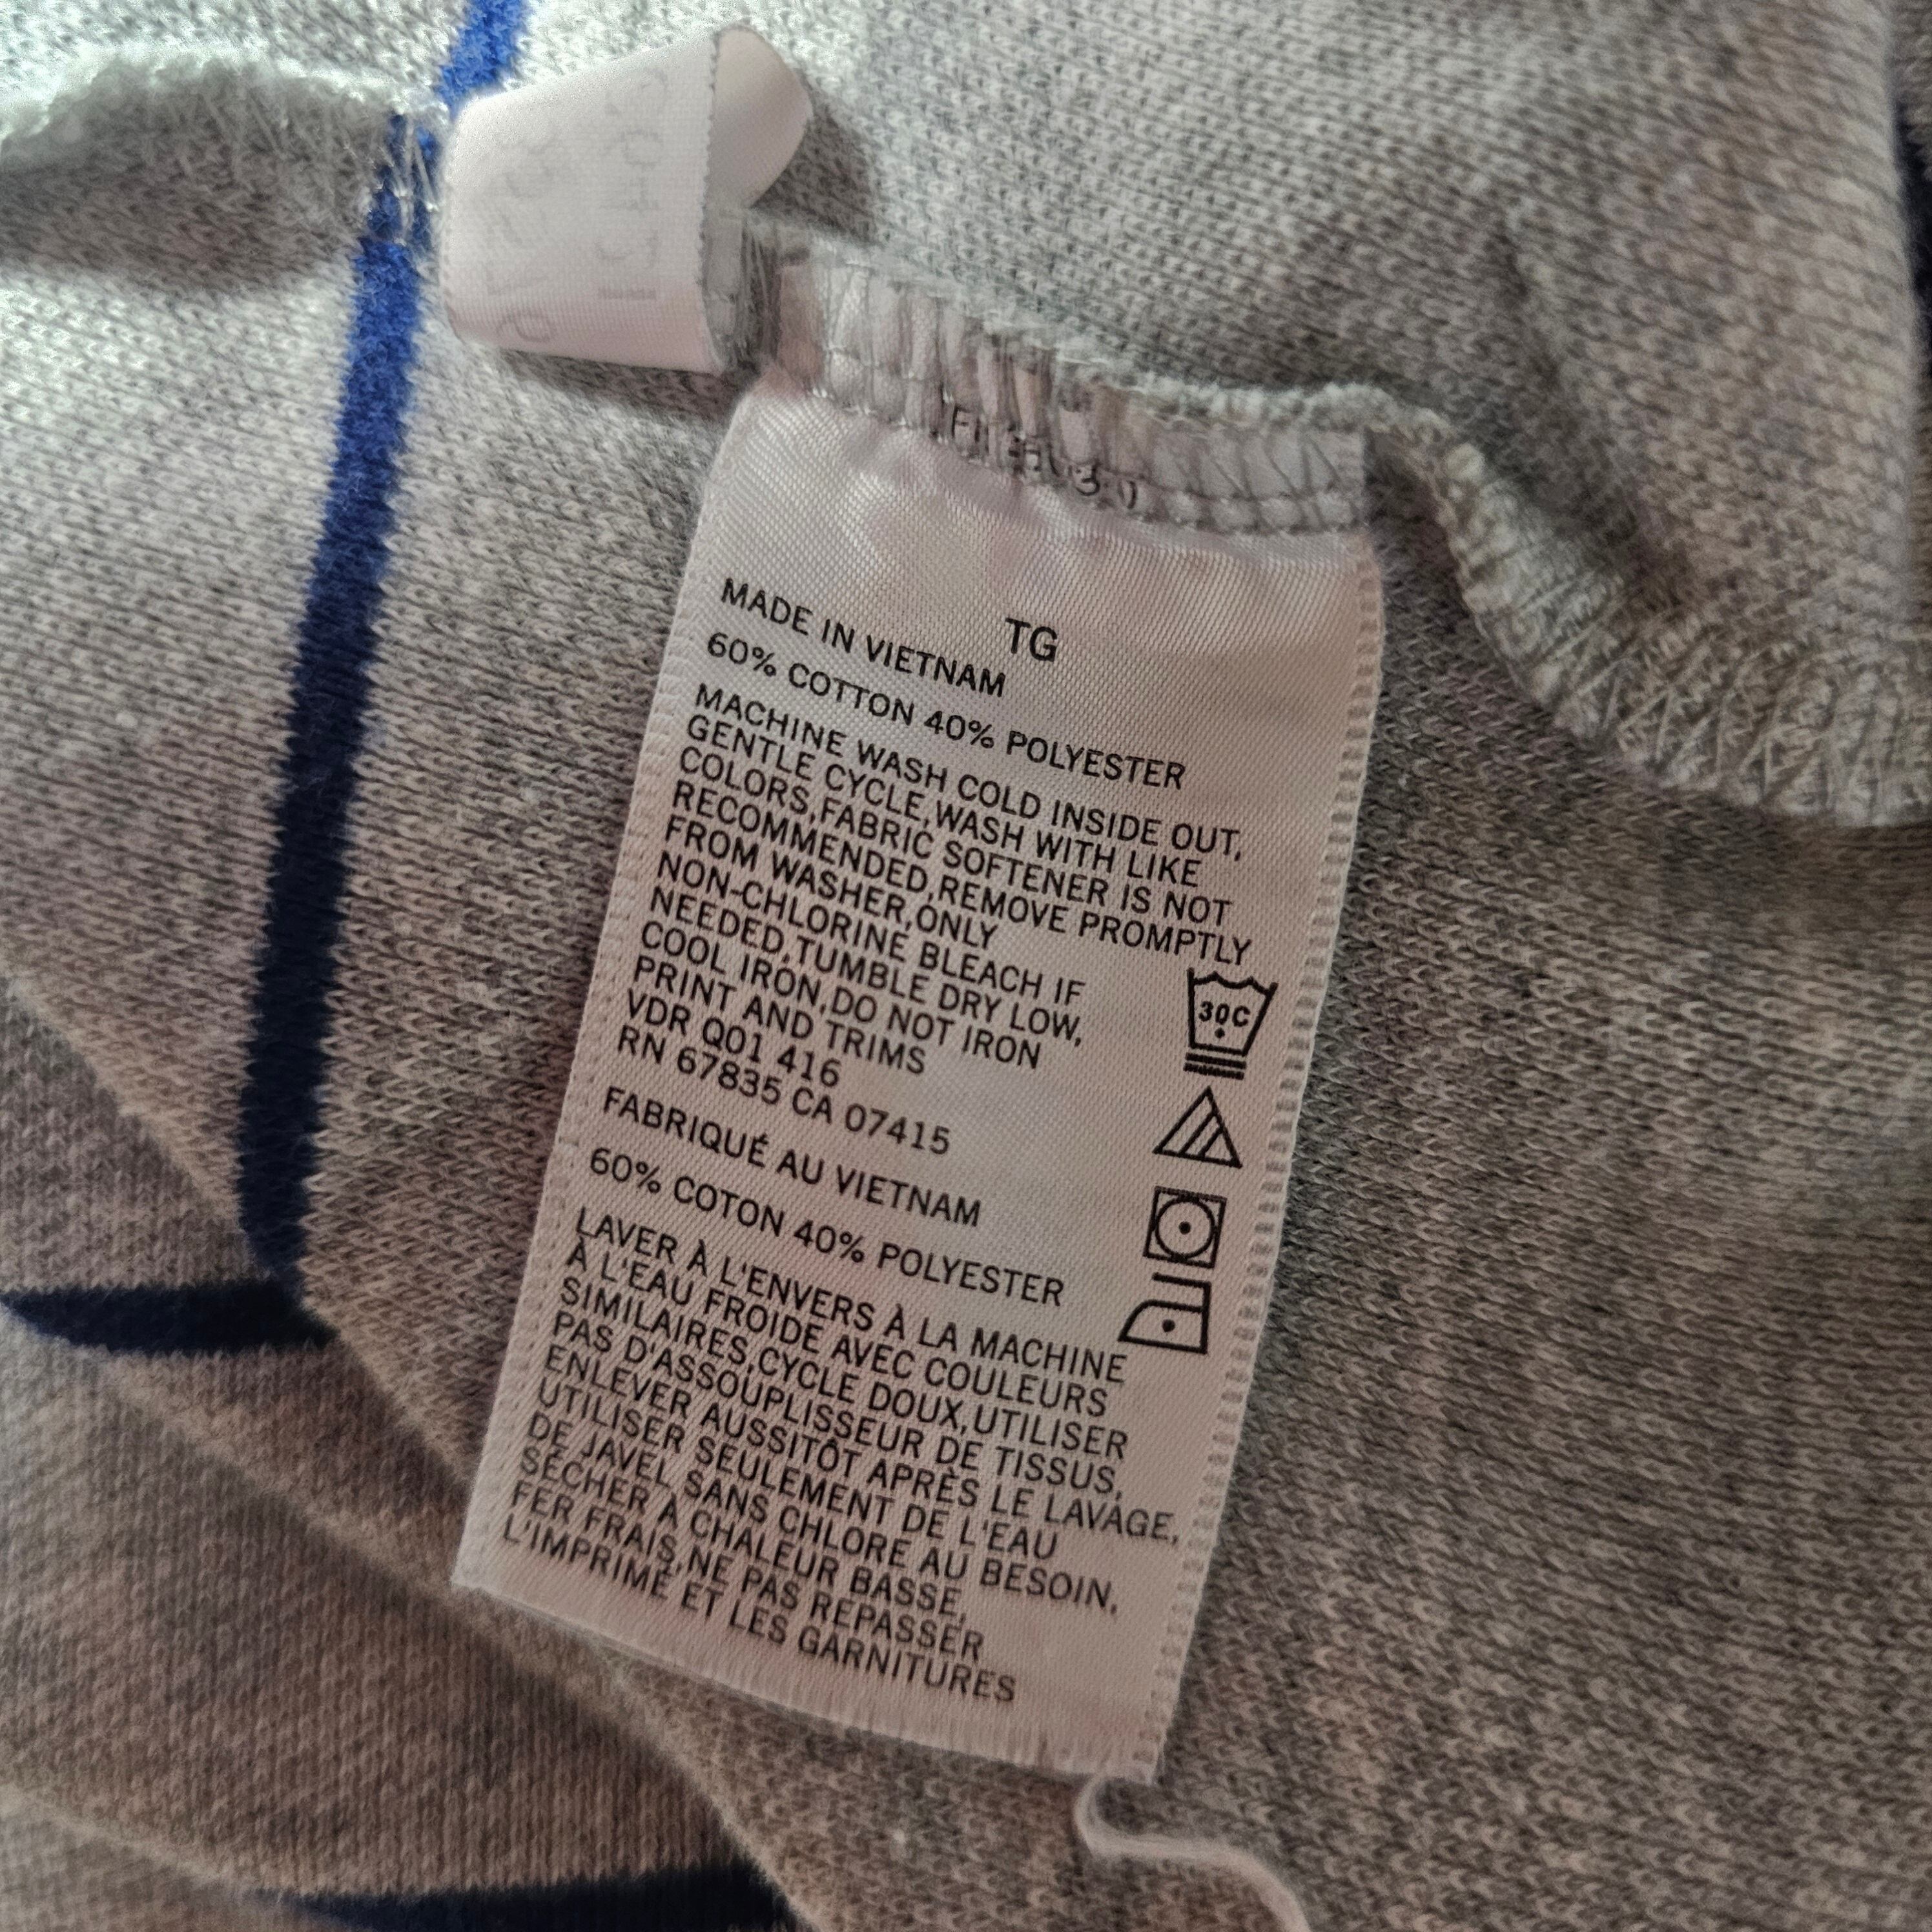 TG
MADE IN VIETNAM
60% COTTON 40% POLYESTER
MACHINE WASH COLD INSIDE OUT,
GENTLE CYCLE,WASH WITH LIKE
COLORS,FABRIC SOFTENER IS NOT
RECOMMENDED,REMOVE PROMPTLY
FROM WASHER,ONLY
NON-CHLORINE BLEACH IF
NEEDED,TUMBLE DRY LOW,
COOL IRON,DO NOT IRON
PRINT AND TRIMS
VDR Q01 416
RN 67835 CA 07415
30C
FABRIQUÉ AU VIETNAM
60% COTON 40% POLYESTER
LAVER À L'ENVERS À LA MACHINE
À L'EAU FROIDE AVEC COULEURS
SIMILAIRES,CYCLE DOUX,UTILISER
PAS D'ASSOUPLISSEUR DE TISSUS,
ENLEVER AUSSITÔT APRÈS LE LAVAGE,
UTILISER SEULEMENT DE L'EAU
DE JAVEL SANS CHLORE AU BESOIN,
SÉCHER À CHALEUR BASSE,
FER FRAIS,NE PAS REPASSER
L'IMPRIMÉ ET LES GARNITURES